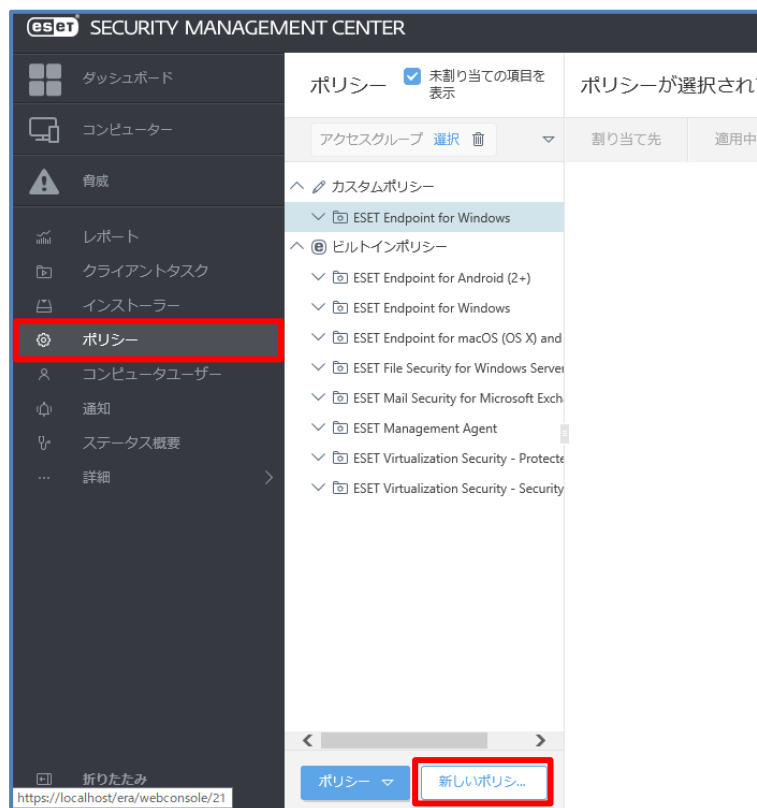 eset SECURITY MANAGEMENT CENTER
ダッシュボード
コンピューター
脅威
レポート
クライアントタスク
インストーラー
ポリシー
コンピュータユーザー
通知
ステータス概要
... 詳細
折りたたみ
https://localhost/era/webconsole/21
ポリシー
未割り当ての項目を
表示
アクセスグループ 選択
カスタムポリシー
ESET Endpoint for Windows
ビルトインポリシー
ESET Endpoint for Android (2+)
ESET Endpoint for Windows
ESET Endpoint for macOS (OS X) and
ESET File Security for Windows Server
ESET Mail Security for Microsoft Exch
ESET Management Agent
ESET Virtualization Security - Protecte
ESET Virtualization Security - Security
ポリシー
新しいポリシ...
ポリシーが選択され
割り当て先 適用中